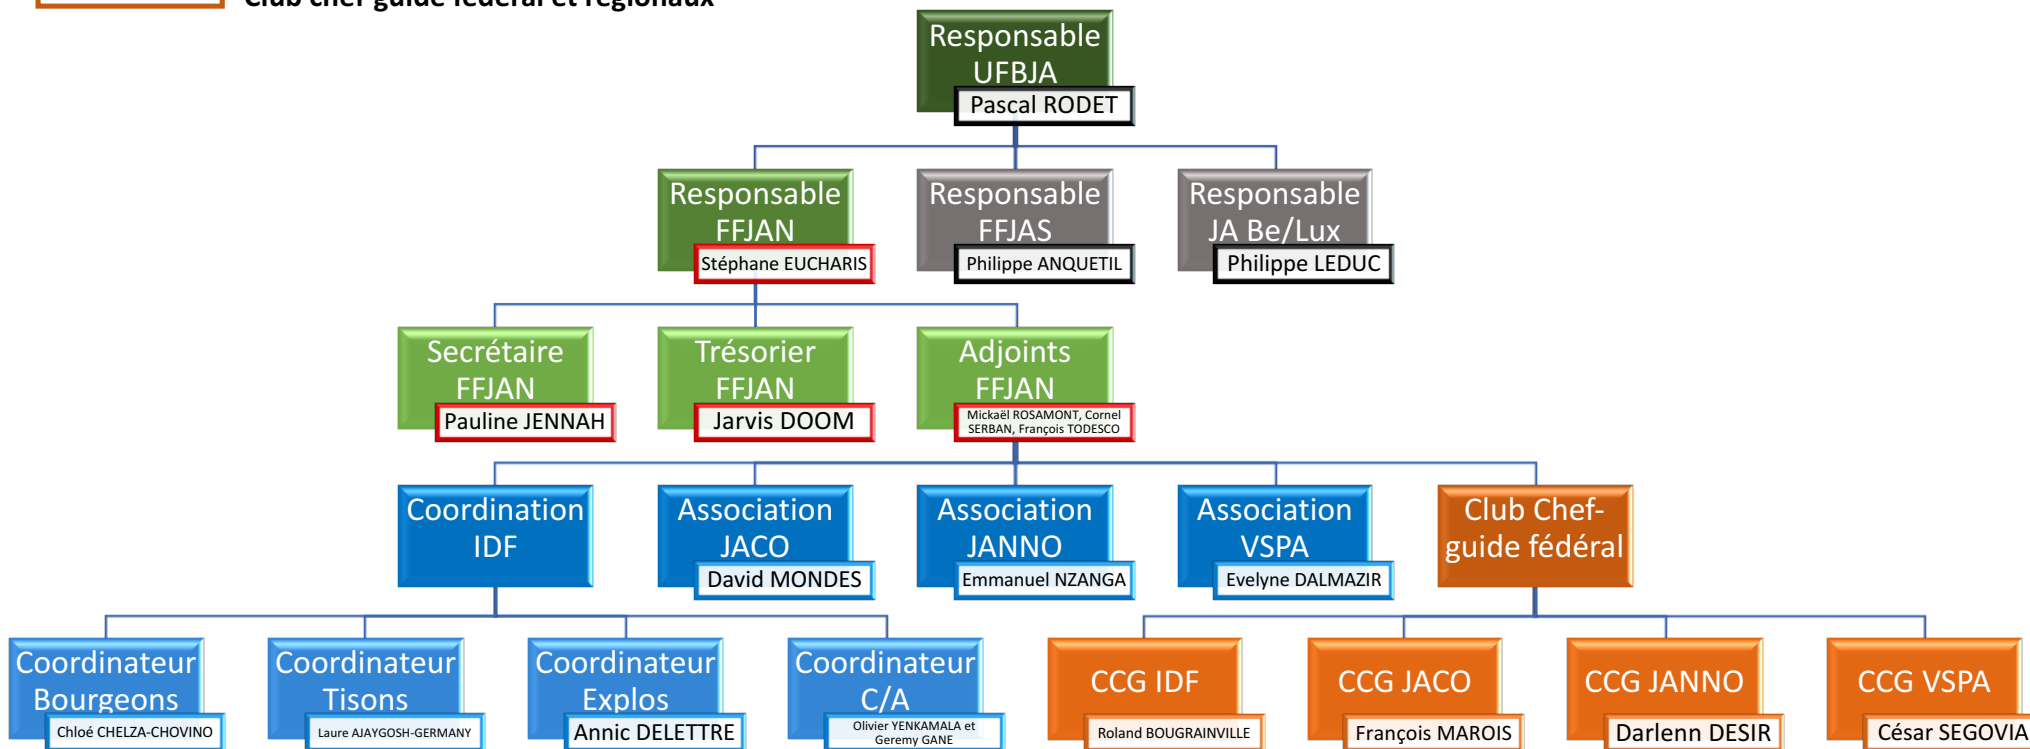 Club chef guide fédéral et régionaux
Responsable
UFBJA
Pascal RODET
Responsable
FFJAN
Stéphane EUCHARIS
Responsable
FFJAS
Philippe ANQUETIL
Responsable
JA Be/Lux
Philippe LEDUC
Secrétaire
FFJAN
Pauline JENNAH
Trésorier
FFJAN
Jarvis DOOM
Adjoints
FFJAN
Mickaël ROSAMONT, Cornel
SERBAN, François TODESCO
Coordination
IDF
Association
JACO
David MONDES
Association
JANNO
Emmanuel NZANGA
Association
VSPA
Evelyne DALMAZIR
Club Chef-
guide fédéral
Coordinateur
Bourgeons
Chloé CHELZA-CHOVINO
Coordinateur
Tisons
Laure AJAYGOSH-GERMANY
Coordinateur
Explos
Annic DELETTRE
Coordinateur
C/A
Olivier YENKAMALA et
Geremy GANE
CCG IDF
Roland BOUGRAINVILLE
CCG JACO
François MAROIS
CCG JANNO
Darlenn DESIR
CCG VSPA
César SEGOVIA